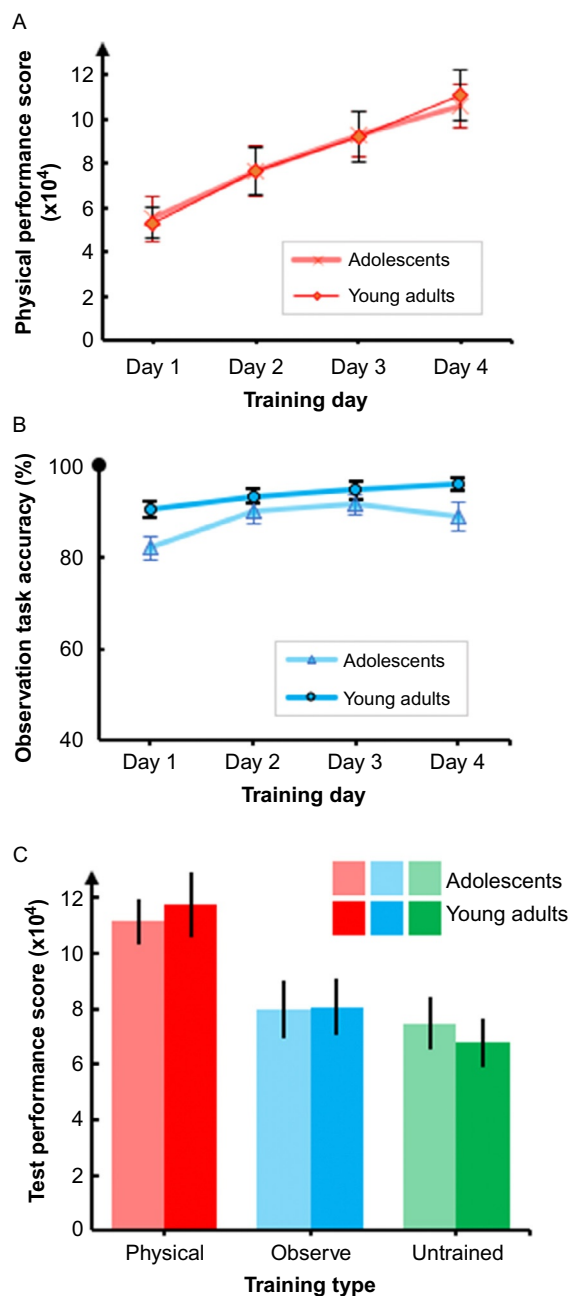 A
Physical performance score
(x10⁴)
12
10
8
6
4
2
0
Adolescents
Young adults
Day 1 Day 2 Day 3 Day 4
Training day
B
Observation task accuracy (%)
100
80
60
40
Adolescents
Young adults
Day 1 Day 2 Day 3 Day 4
Training day
C
Test performance score (x10⁴)
12
10
8
6
4
2
0
Adolescents
Young adults
Physical Observe Untrained
Training type